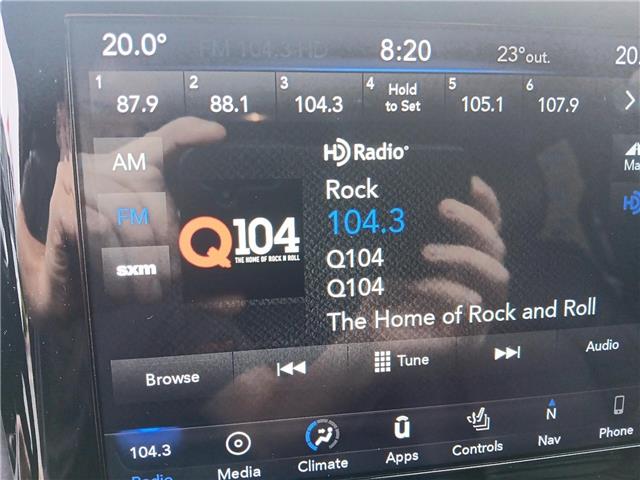 20.0° FM 104.3 HD 8:20 23°out. 20.
1 2 3 4 5 6
87.9 88.1 104.3 Hold to Set 105.1 107.9
AM
HD Radio
Ma
Rock
FM
104.3
Q104
THE HOME OF ROCK N ROLL
Q104
Q104
sxm
The Home of Rock and Roll
Browse Tune Audio
104.3 Media Climate Apps Controls N Nav Phone
Radio